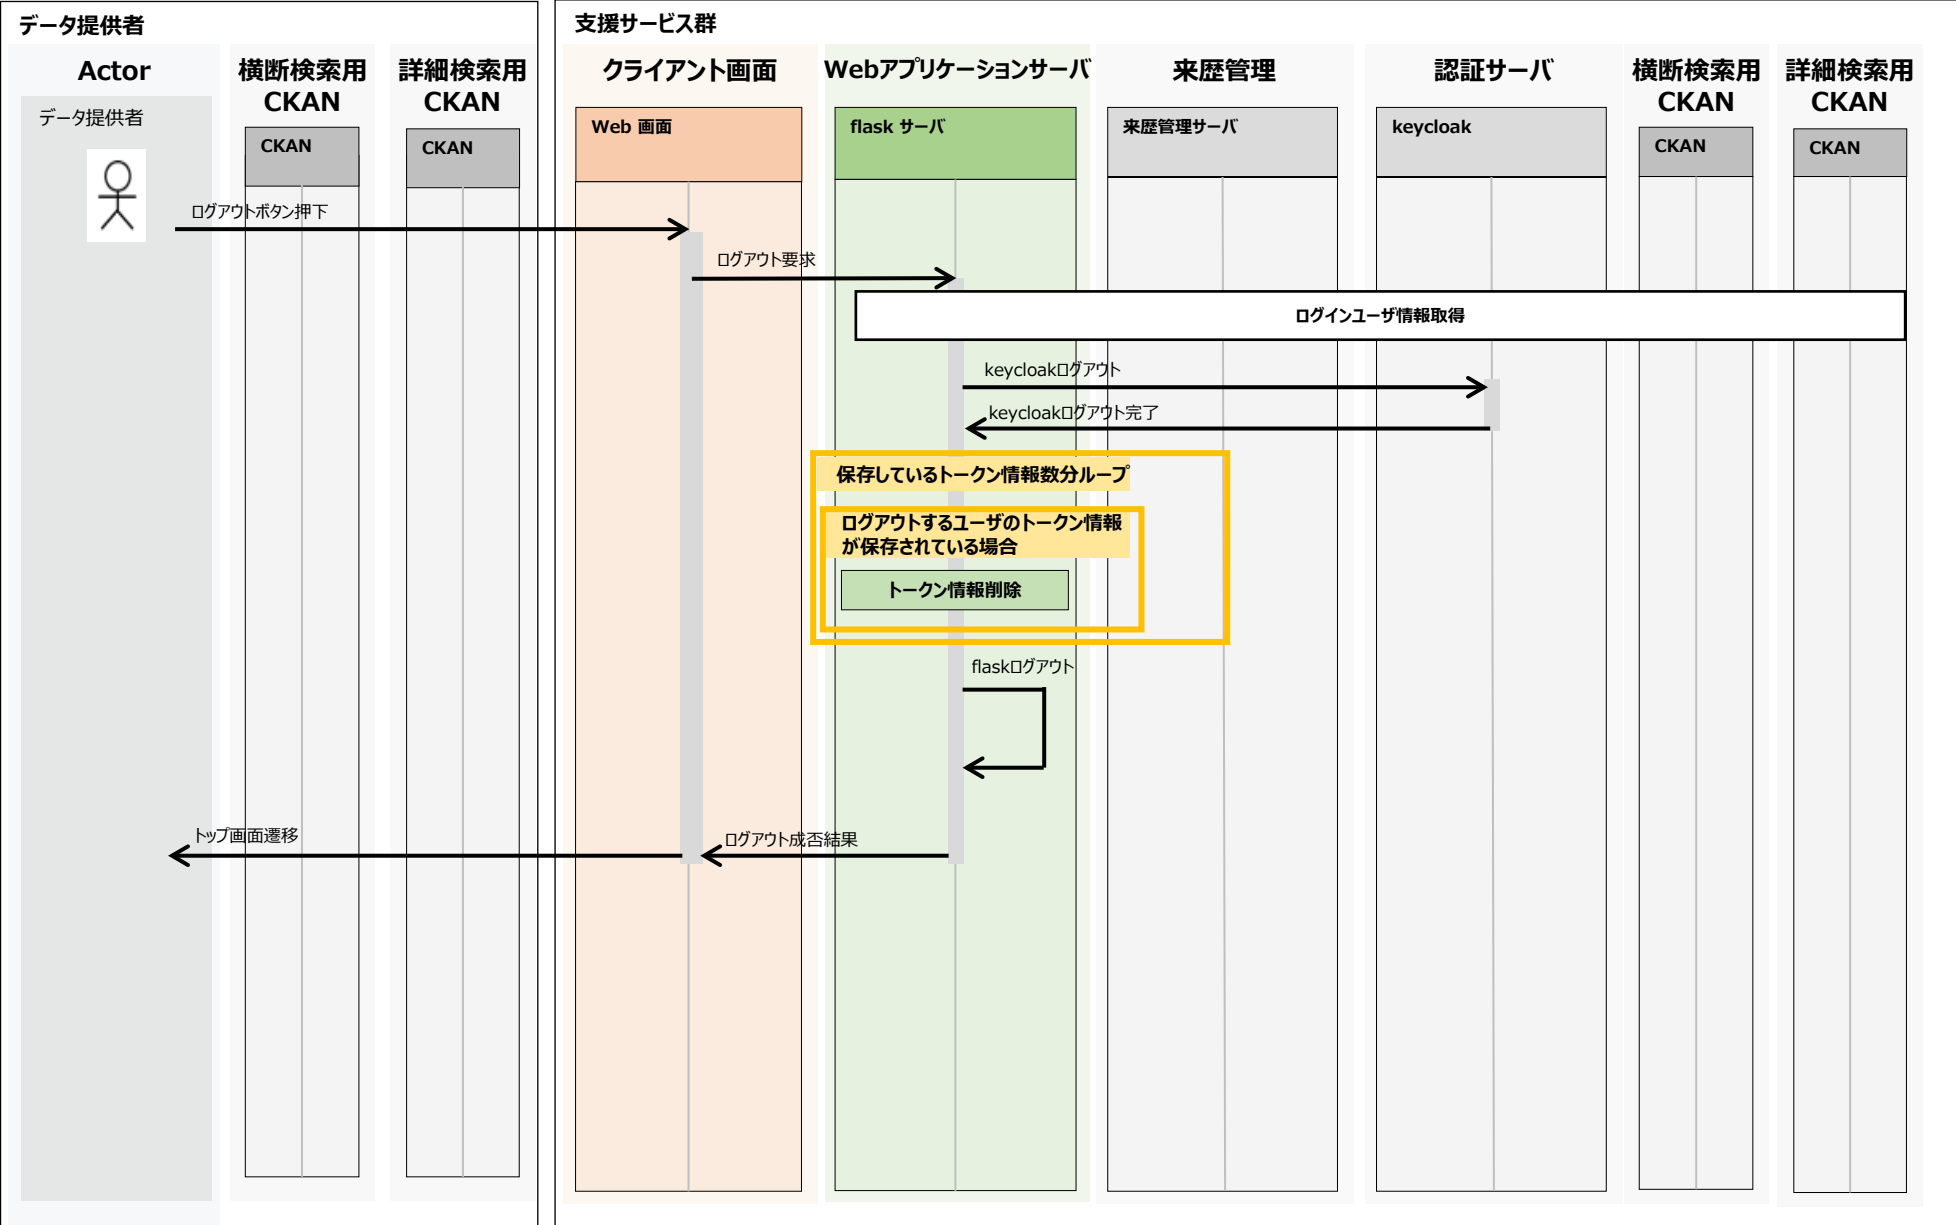 データ提供者
支援サービス群
Actor
横断検索用
CKAN
詳細検索用
CKAN
クライアント画面
Webアプリケーションサーバ
来歴管理
認証サーバ
横断検索用
CKAN
詳細検索用
CKAN
データ提供者
CKAN
CKAN
Web 画面
flask サーバ
来歴管理サーバ
keycloak
CKAN
CKAN
ログアウトボタン押下
ログアウト要求
ログインユーザ情報取得
keycloakログアウト
keycloakログアウト完了
保存しているトークン情報数分ループ
ログアウトするユーザのトークン情報
が保存されている場合
トークン情報削除
flaskログアウト
トップ画面遷移
ログアウト成否結果